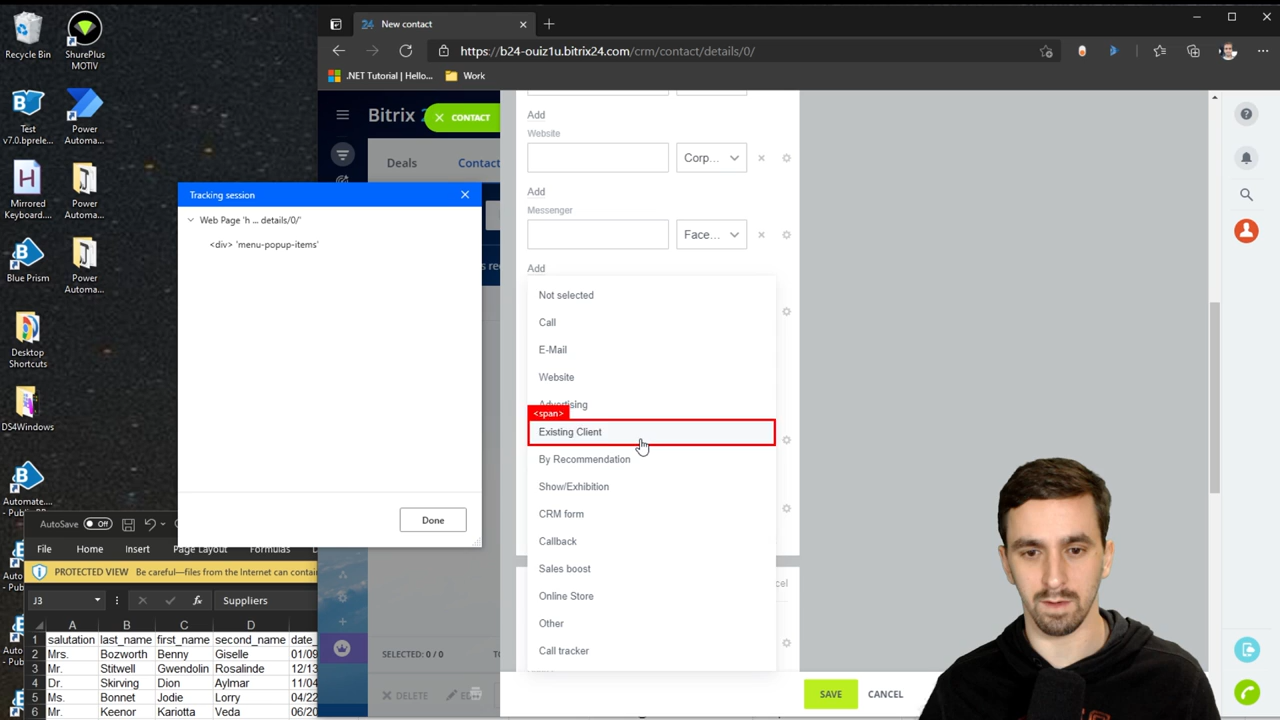 Recycle Bin
ShurePlus
MOTIV
Test
v7.0.bprele...
Power
Automa...
Mirrored
Keyboard...
Power
Automa...
Blue Prism
Power
Automa...
Desktop
Shortcuts
DS4Windows
Automate...
24 New contact
https://b24-ouiz1u.bitrix24.com/crm/contact/details/0/
.NET Tutorial | Hello...
Work
Bitrix
CONTACT
Deals
Tracking session
Web Page 'h ... details/0/'
<div> 'menu-popup-items'
Done
Add
Website
Corp...
Add
Messenger
Face...
Add
Not selected
Call
E-Mail
Website
Advertising
<span>
Existing Client
By Recommendation
Show/Exhibition
CRM form
Callback
Sales boost
Online Store
Other
Call tracker
SELECTED: 0 / 0
DELETE
SAVE
CANCEL
AutoSave Off
File Home Insert Page Layout Formulas
PROTECTED VIEW Be careful—files from the Internet can contain
J3 fx Suppliers
A B C D
1 salutation last_name first_name second_name date_
2 Mrs. Bozworth Benny Giselle 01/09
3 Mr. Stitwell Gwendolin Rosalinde 12/13
4 Dr. Skirving Dion Aylmar 11/04
5 Ms. Bonnet Jodie Lorry 04/22
6 Mr. Keenor Kariotta Veda 06/20